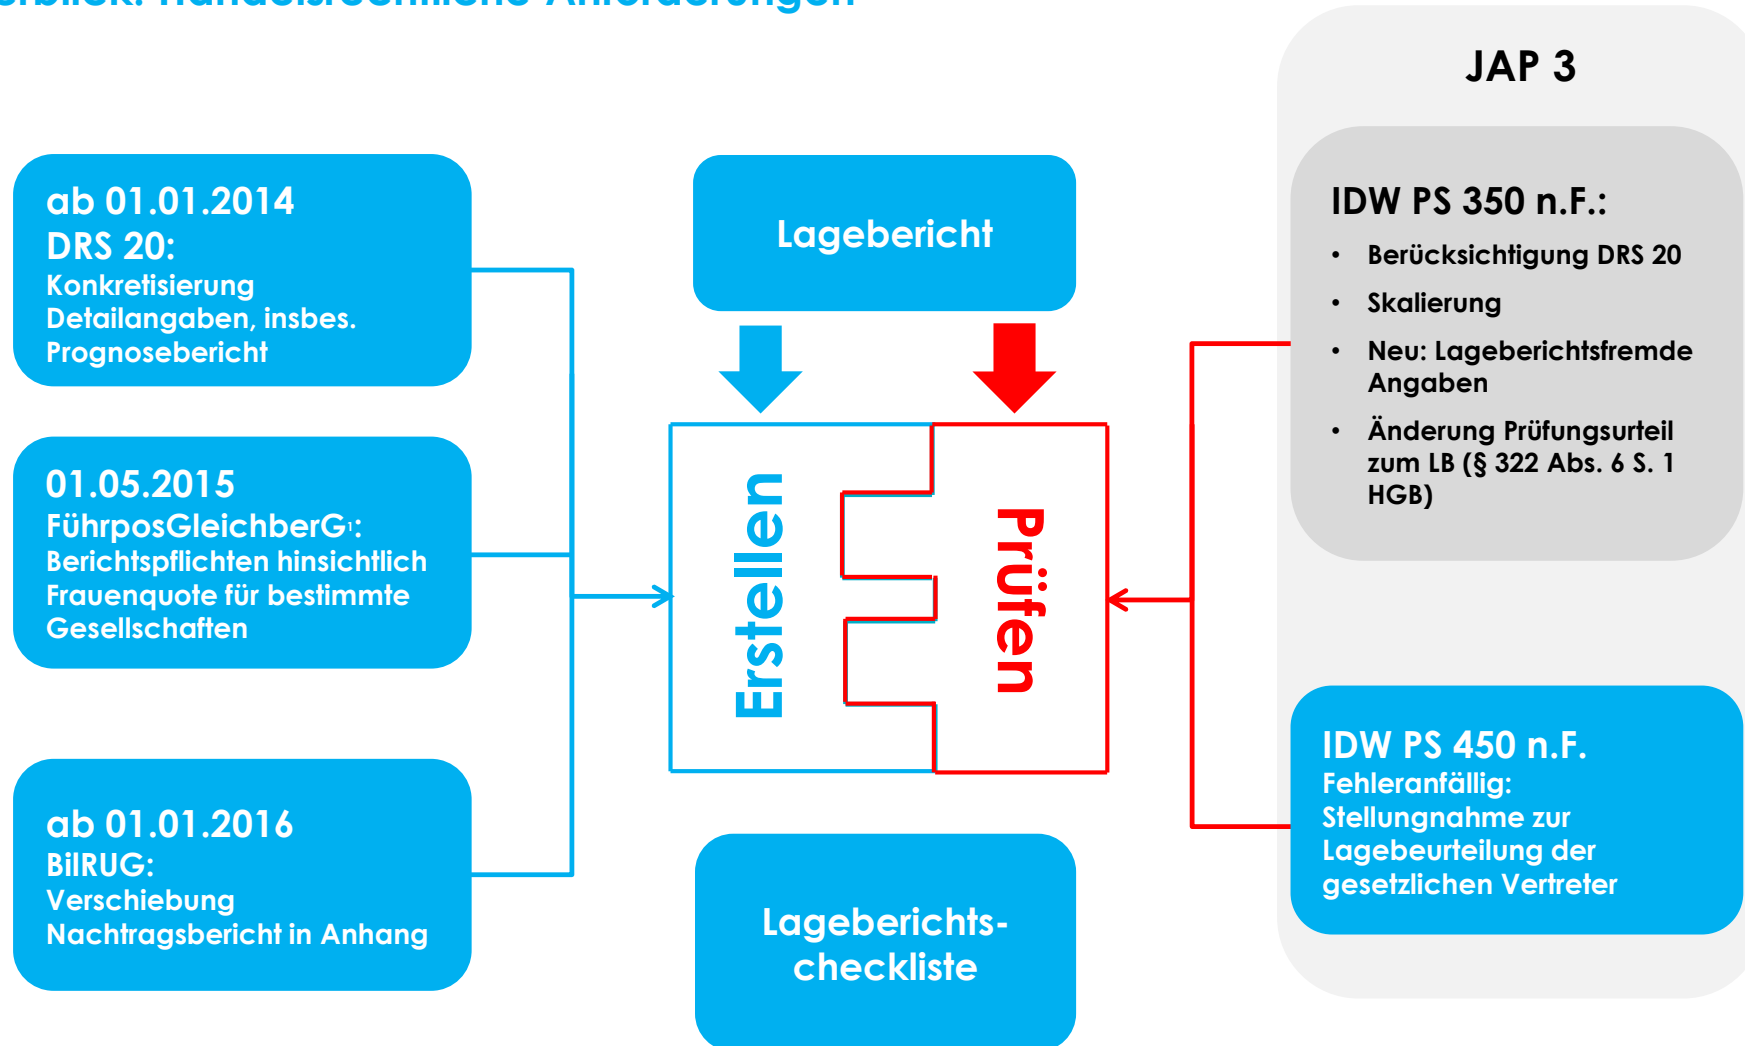 Handelsrechtliche Anforderungen
ab 01.01.2014
DRS 20:
Konkretisierung
Detailangaben, insbes.
Prognosebericht
01.05.2015
FührposGleichberG¹:
Berichtspflichten hinsichtlich
Frauenquote für bestimmte
Gesellschaften
ab 01.01.2016
BilRUG:
Verschiebung
Nachtragsbericht in Anhang
Lagebericht
Erstellen
Prüfen
Lageberichts-
checkliste
JAP 3
IDW PS 350 n.F.:
• Berücksichtigung DRS 20
• Skalierung
• Neu: Lageberichtsfremde
Angaben
• Änderung Prüfungsurteil
zum LB (§ 322 Abs. 6 S. 1
HGB)
IDW PS 450 n.F.
Fehleranfällig:
Stellungnahme zur
Lagebeurteilung der
gesetzlichen Vertreter